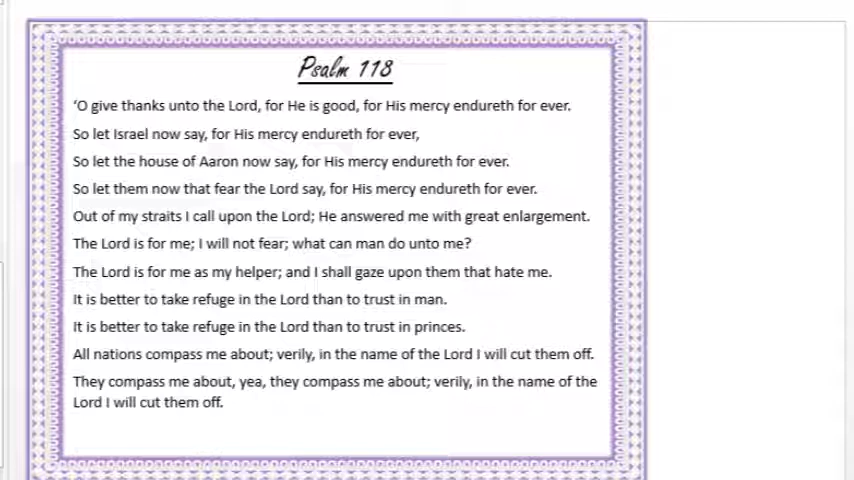 Psalm 118
‘O give thanks unto the Lord, for He is good, for His mercy endureth for ever.
So let Israel now say, for His mercy endureth for ever,
So let the house of Aaron now say, for His mercy endureth for ever.
So let them now that fear the Lord say, for His mercy endureth for ever.
Out of my straits I call upon the Lord; He answered me with great enlargement.
The Lord is for me; I will not fear; what can man do unto me?
The Lord is for me as my helper; and I shall gaze upon them that hate me.
It is better to take refuge in the Lord than to trust in man.
It is better to take refuge in the Lord than to trust in princes.
All nations compass me about; verily, in the name of the Lord I will cut them off.
They compass me about, yea, they compass me about; verily, in the name of the
Lord I will cut them off.